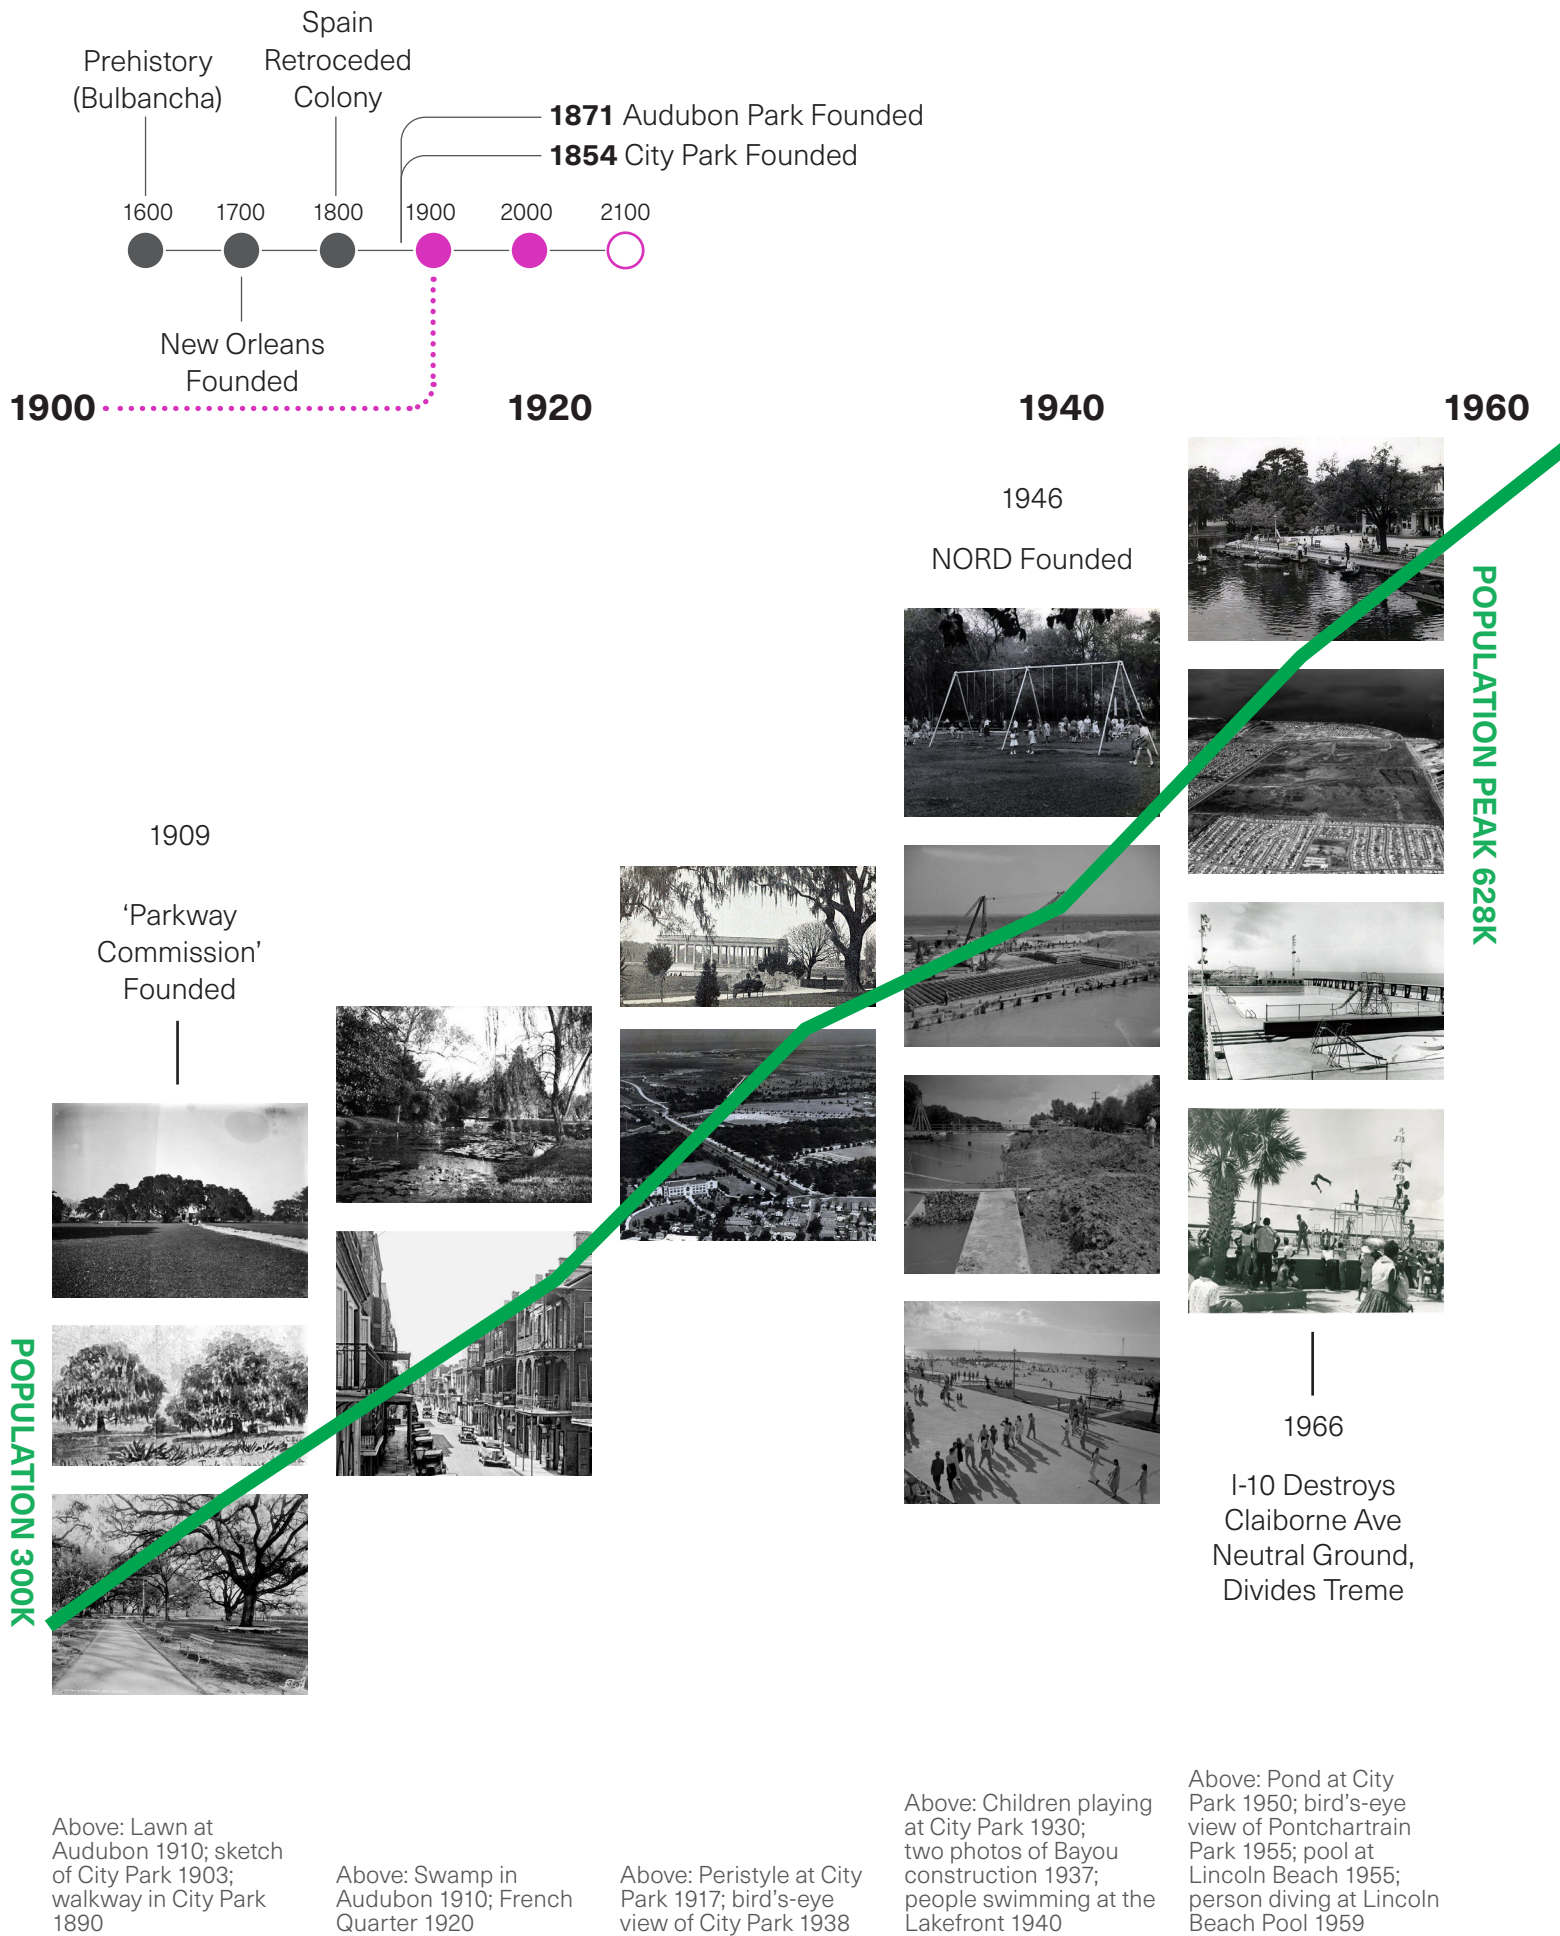 Prehistory
(Bulbancha)
Spain
Retroceded
Colony
1871 Audubon Park Founded
1854 City Park Founded
1600
1700
1800
1900
2000
2100
New Orleans
Founded
1900
1920
1940
1960
1946
NORD Founded
POPULATION PEAK 628K
1909
‘Parkway
Commission’
Founded
POPULATION 300K
1966
I-10 Destroys
Claiborne Ave
Neutral Ground,
Divides Treme
Above: Lawn at
Audubon 1910; sketch
of City Park 1903;
walkway in City Park
1890
Above: Swamp in
Audubon 1910; French
Quarter 1920
Above: Peristyle at City
Park 1917; bird’s-eye
view of City Park 1938
Above: Children playing
at City Park 1930;
two photos of Bayou
construction 1937;
people swimming at the
Lakefront 1940
Above: Pond at City
Park 1950; bird’s-eye
view of Pontchartrain
Park 1955; pool at
Lincoln Beach 1955;
person diving at Lincoln
Beach Pool 1959